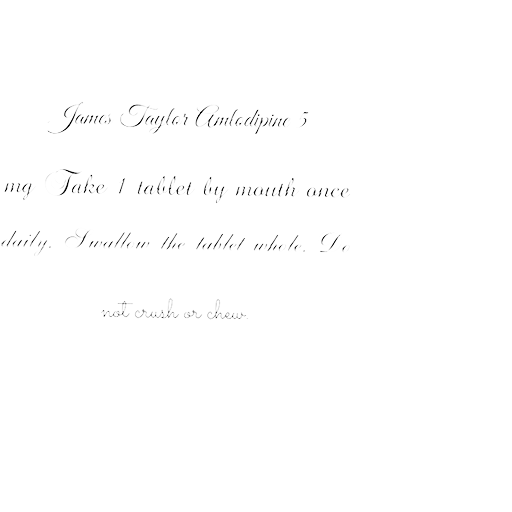 James Taylor Amlodipine 5
mg Take 1 tablet by mouth once
daily. Swallow the tablet whole. Do
not crush or chew.